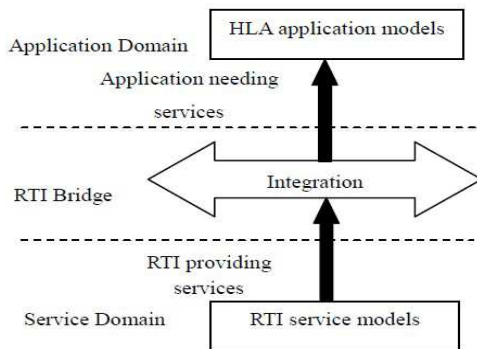 HLA application models
Application Domain
Application needing
services
Integration
RTI Bridge
RTI providing
services
Service Domain
RTI service models